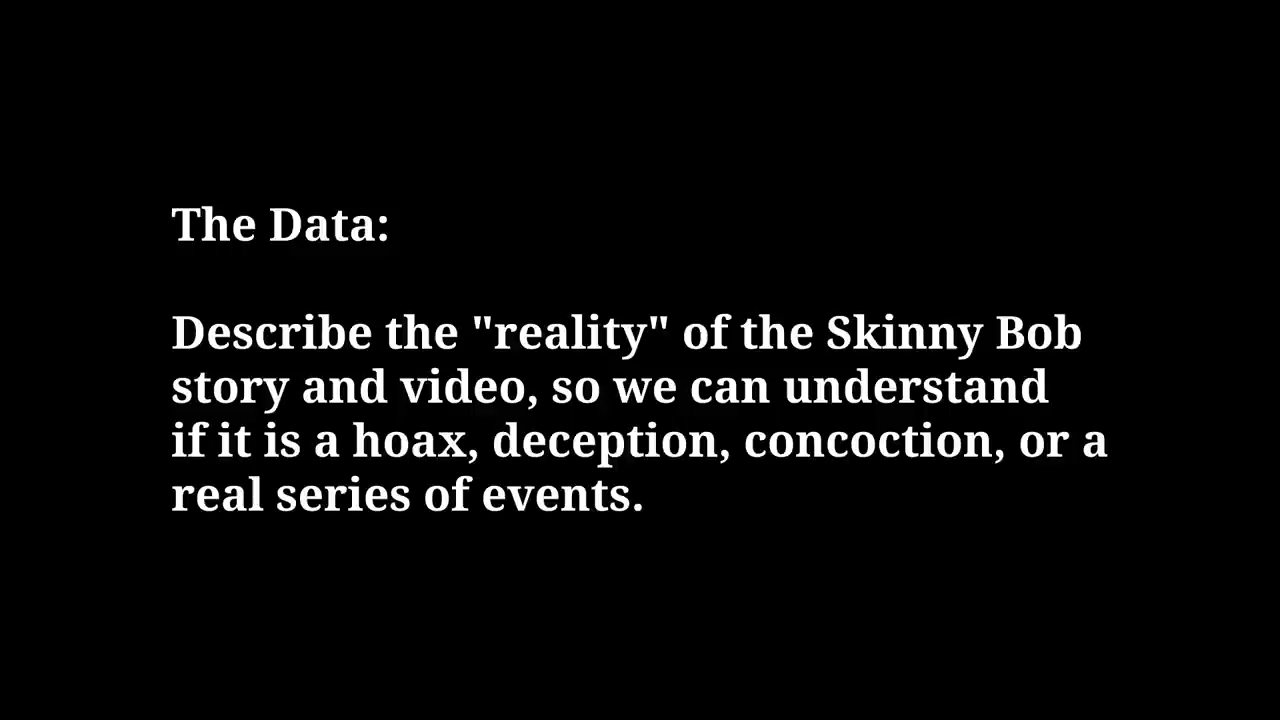 The Data:
Describe the "reality" of the Skinny Bob
story and video, so we can understand
if it is a hoax, deception, concoction, or a
real series of events.